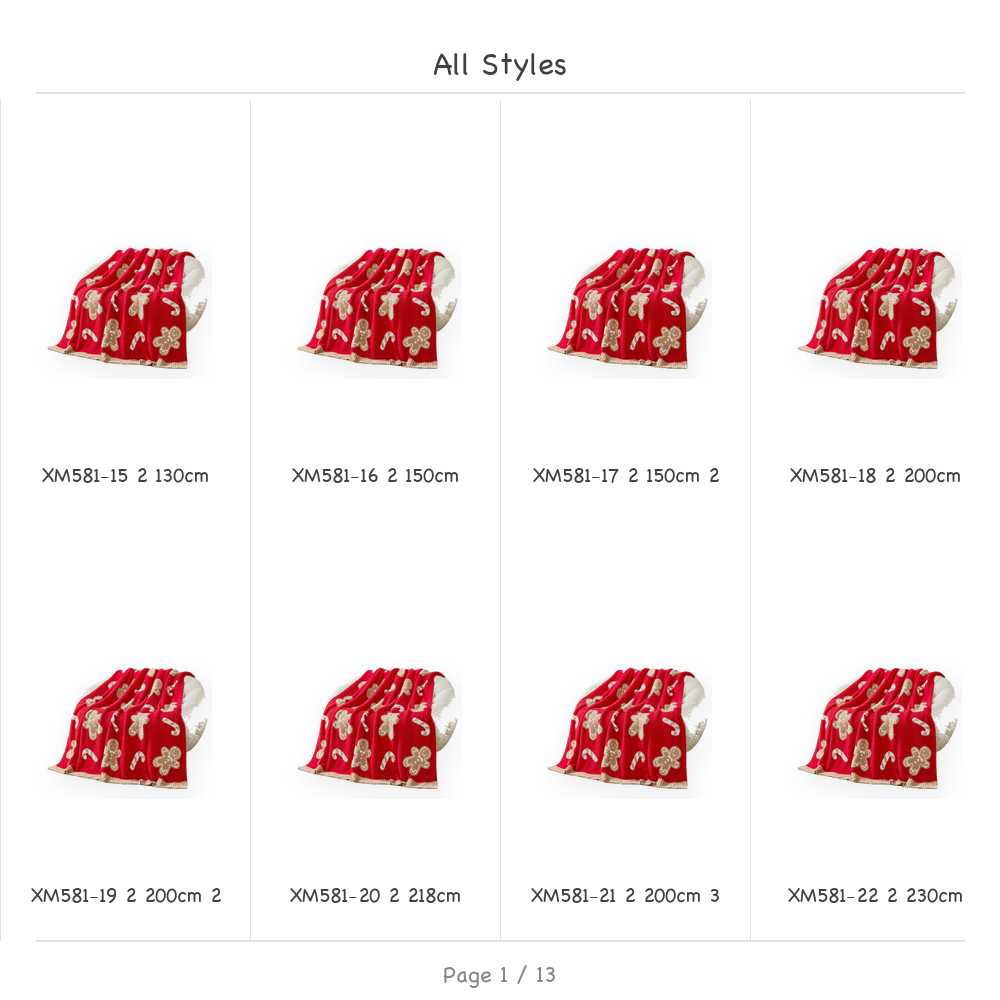 All Styles
XM581-15 2 130cm
XM581-16 2 150cm
XM581-17 2 150cm 2
XM581-18 2 200cm
XM581-19 2 200cm 2
XM581-20 2 218cm
XM581-21 2 200cm 3
XM581-22 2 230cm
Page 1 / 13